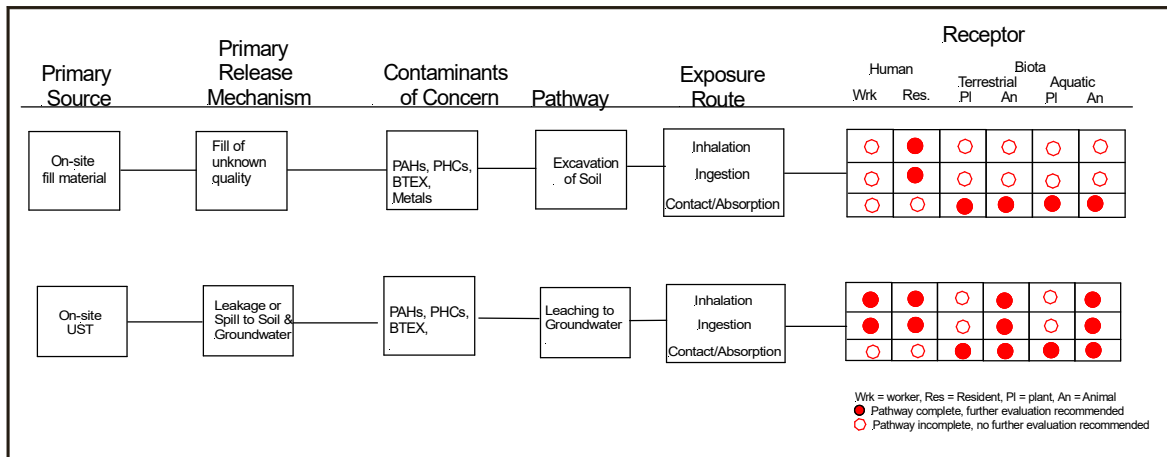 Receptor
Primary
Source
Primary
Release
Mechanism
Contaminants
of Concern
Pathway
Exposure
Route
Human
Biota
Terrestrial
Aquatic
Wrk
Res.
Pl
An
Pl
An
On-site
fill material
Fill of
unknown
quality
PAHs, PHCs,
BTEX,
Metals
Excavation
of Soil
Inhalation
Ingestion
Contact/Absorption
On-site
UST
Leakage or
Spill to Soil &
Groundwater
PAHs, PHCs,
BTEX,
Leaching to
Groundwater
Inhalation
Ingestion
Contact/Absorption
Wrk = worker, Res = Resident, Pl = plant, An = Animal
Pathway complete, further evaluation recommended
Pathway incomplete, no further evaluation recommended